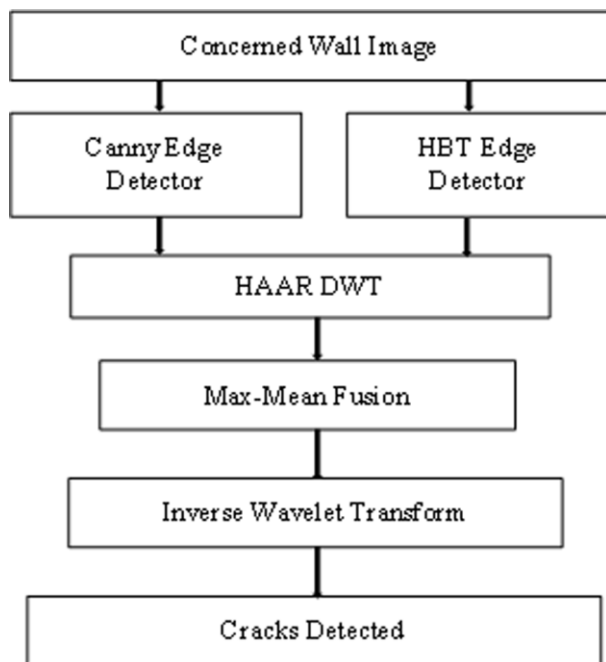 Concerned Wall Image
Canny Edge
Detector
HBT Edge
Detector
HAAR DWT
Max-Mean Fusion
Inverse Wavelet Transform
Cracks Detected